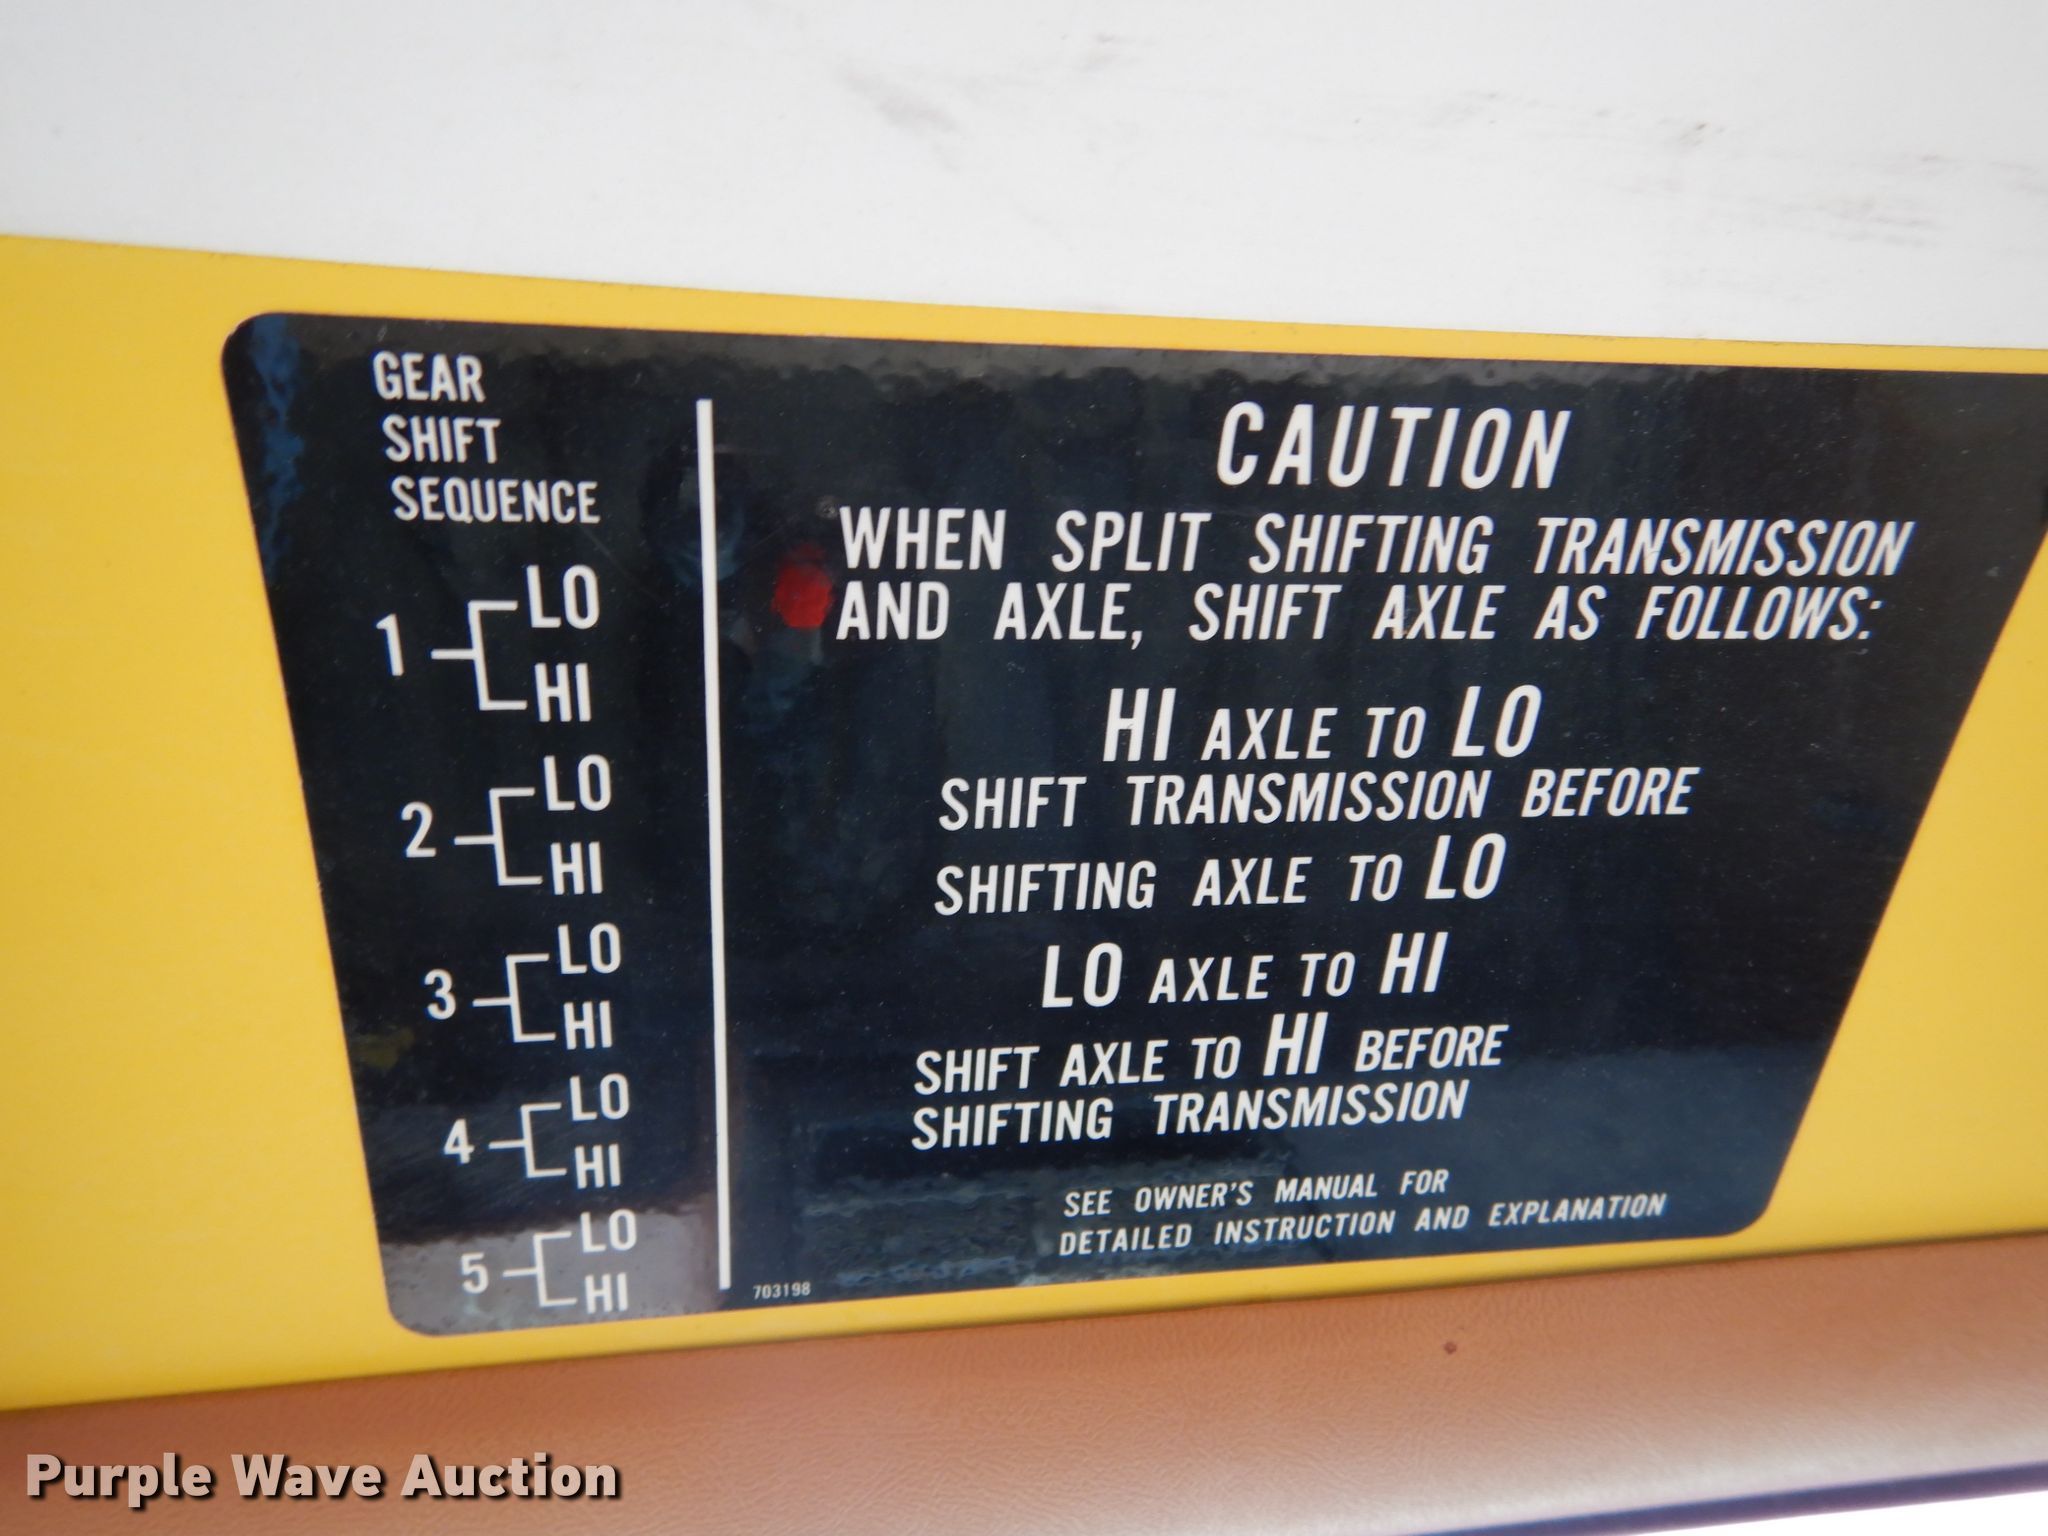 GEAR
SHIFT
SEQUENCE
1 LO
HI
2 LO
HI
3 LO
HI
4 LO
HI
5 LO
HI
CAUTION
WHEN SPLIT SHIFTING TRANSMISSION
AND AXLE, SHIFT AXLE AS FOLLOWS:
HI AXLE TO LO
SHIFT TRANSMISSION BEFORE
SHIFTING AXLE TO LO
LO AXLE TO HI
SHIFT AXLE TO HI BEFORE
SHIFTING TRANSMISSION
SEE OWNER'S MANUAL FOR
DETAILED INSTRUCTION AND EXPLANATION
703198
Purple Wave Auction